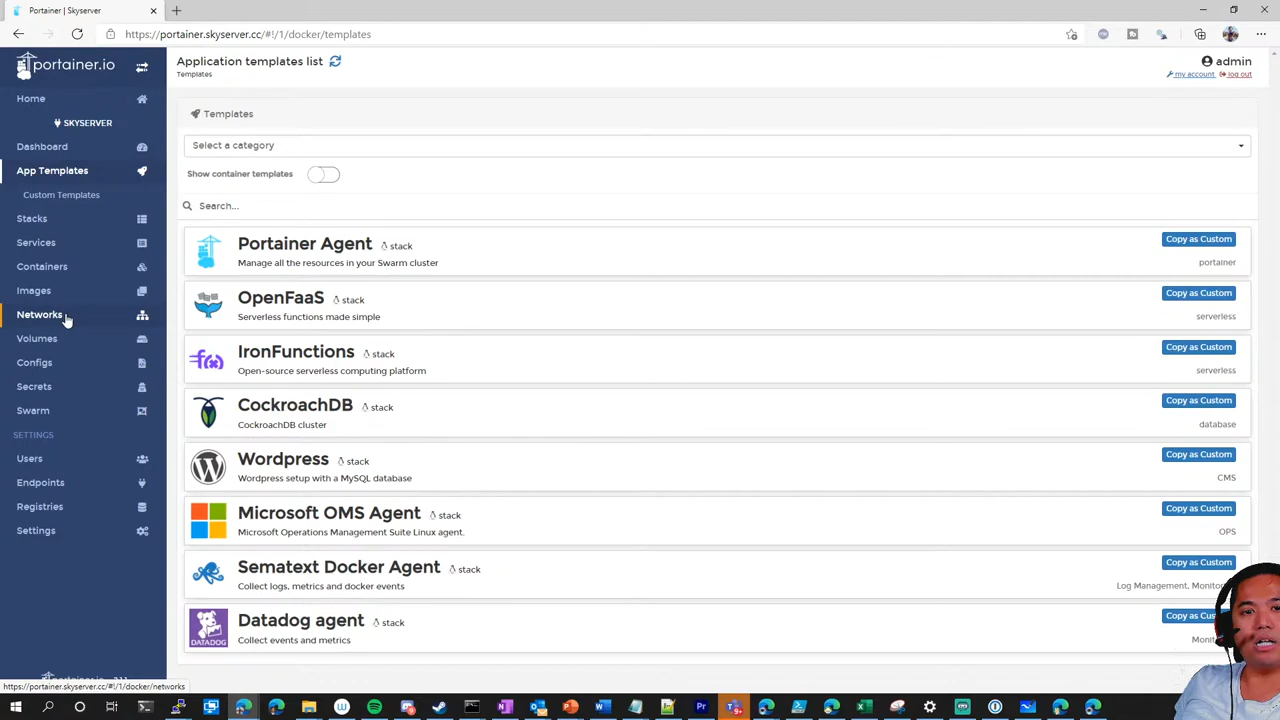 Portainer | Skyserver
https://portainer.skyserver.cc/#!/1/docker/templates
portainer.io
Home
SKYSERVER
Dashboard
App Templates
Custom Templates
Stacks
Services
Containers
Images
Networks
Volumes
Configs
Secrets
Swarm
SETTINGS
Users
Endpoints
Registries
Settings
Application templates list
Templates
admin
my account
log out
Templates
Select a category
Show container templates
Search...
Portainer Agent stack
Manage all the resources in your Swarm cluster
Copy as Custom
portainer
OpenFaaS stack
Serverless functions made simple
Copy as Custom
serverless
IronFunctions stack
Open-source serverless computing platform
Copy as Custom
serverless
CockroachDB stack
CockroachDB cluster
Copy as Custom
database
Wordpress stack
Wordpress setup with a MySQL database
Copy as Custom
CMS
Microsoft OMS Agent stack
Microsoft Operations Management Suite Linux agent.
Copy as Custom
OPS
Sematext Docker Agent stack
Collect logs, metrics and docker events
Copy as Custom
Log Management, Monitor
DATADOG
Datadog agent stack
Collect events and metrics
Copy as Cus
Monit
https://portainer.skyserver.cc/#!/1/docker/networks